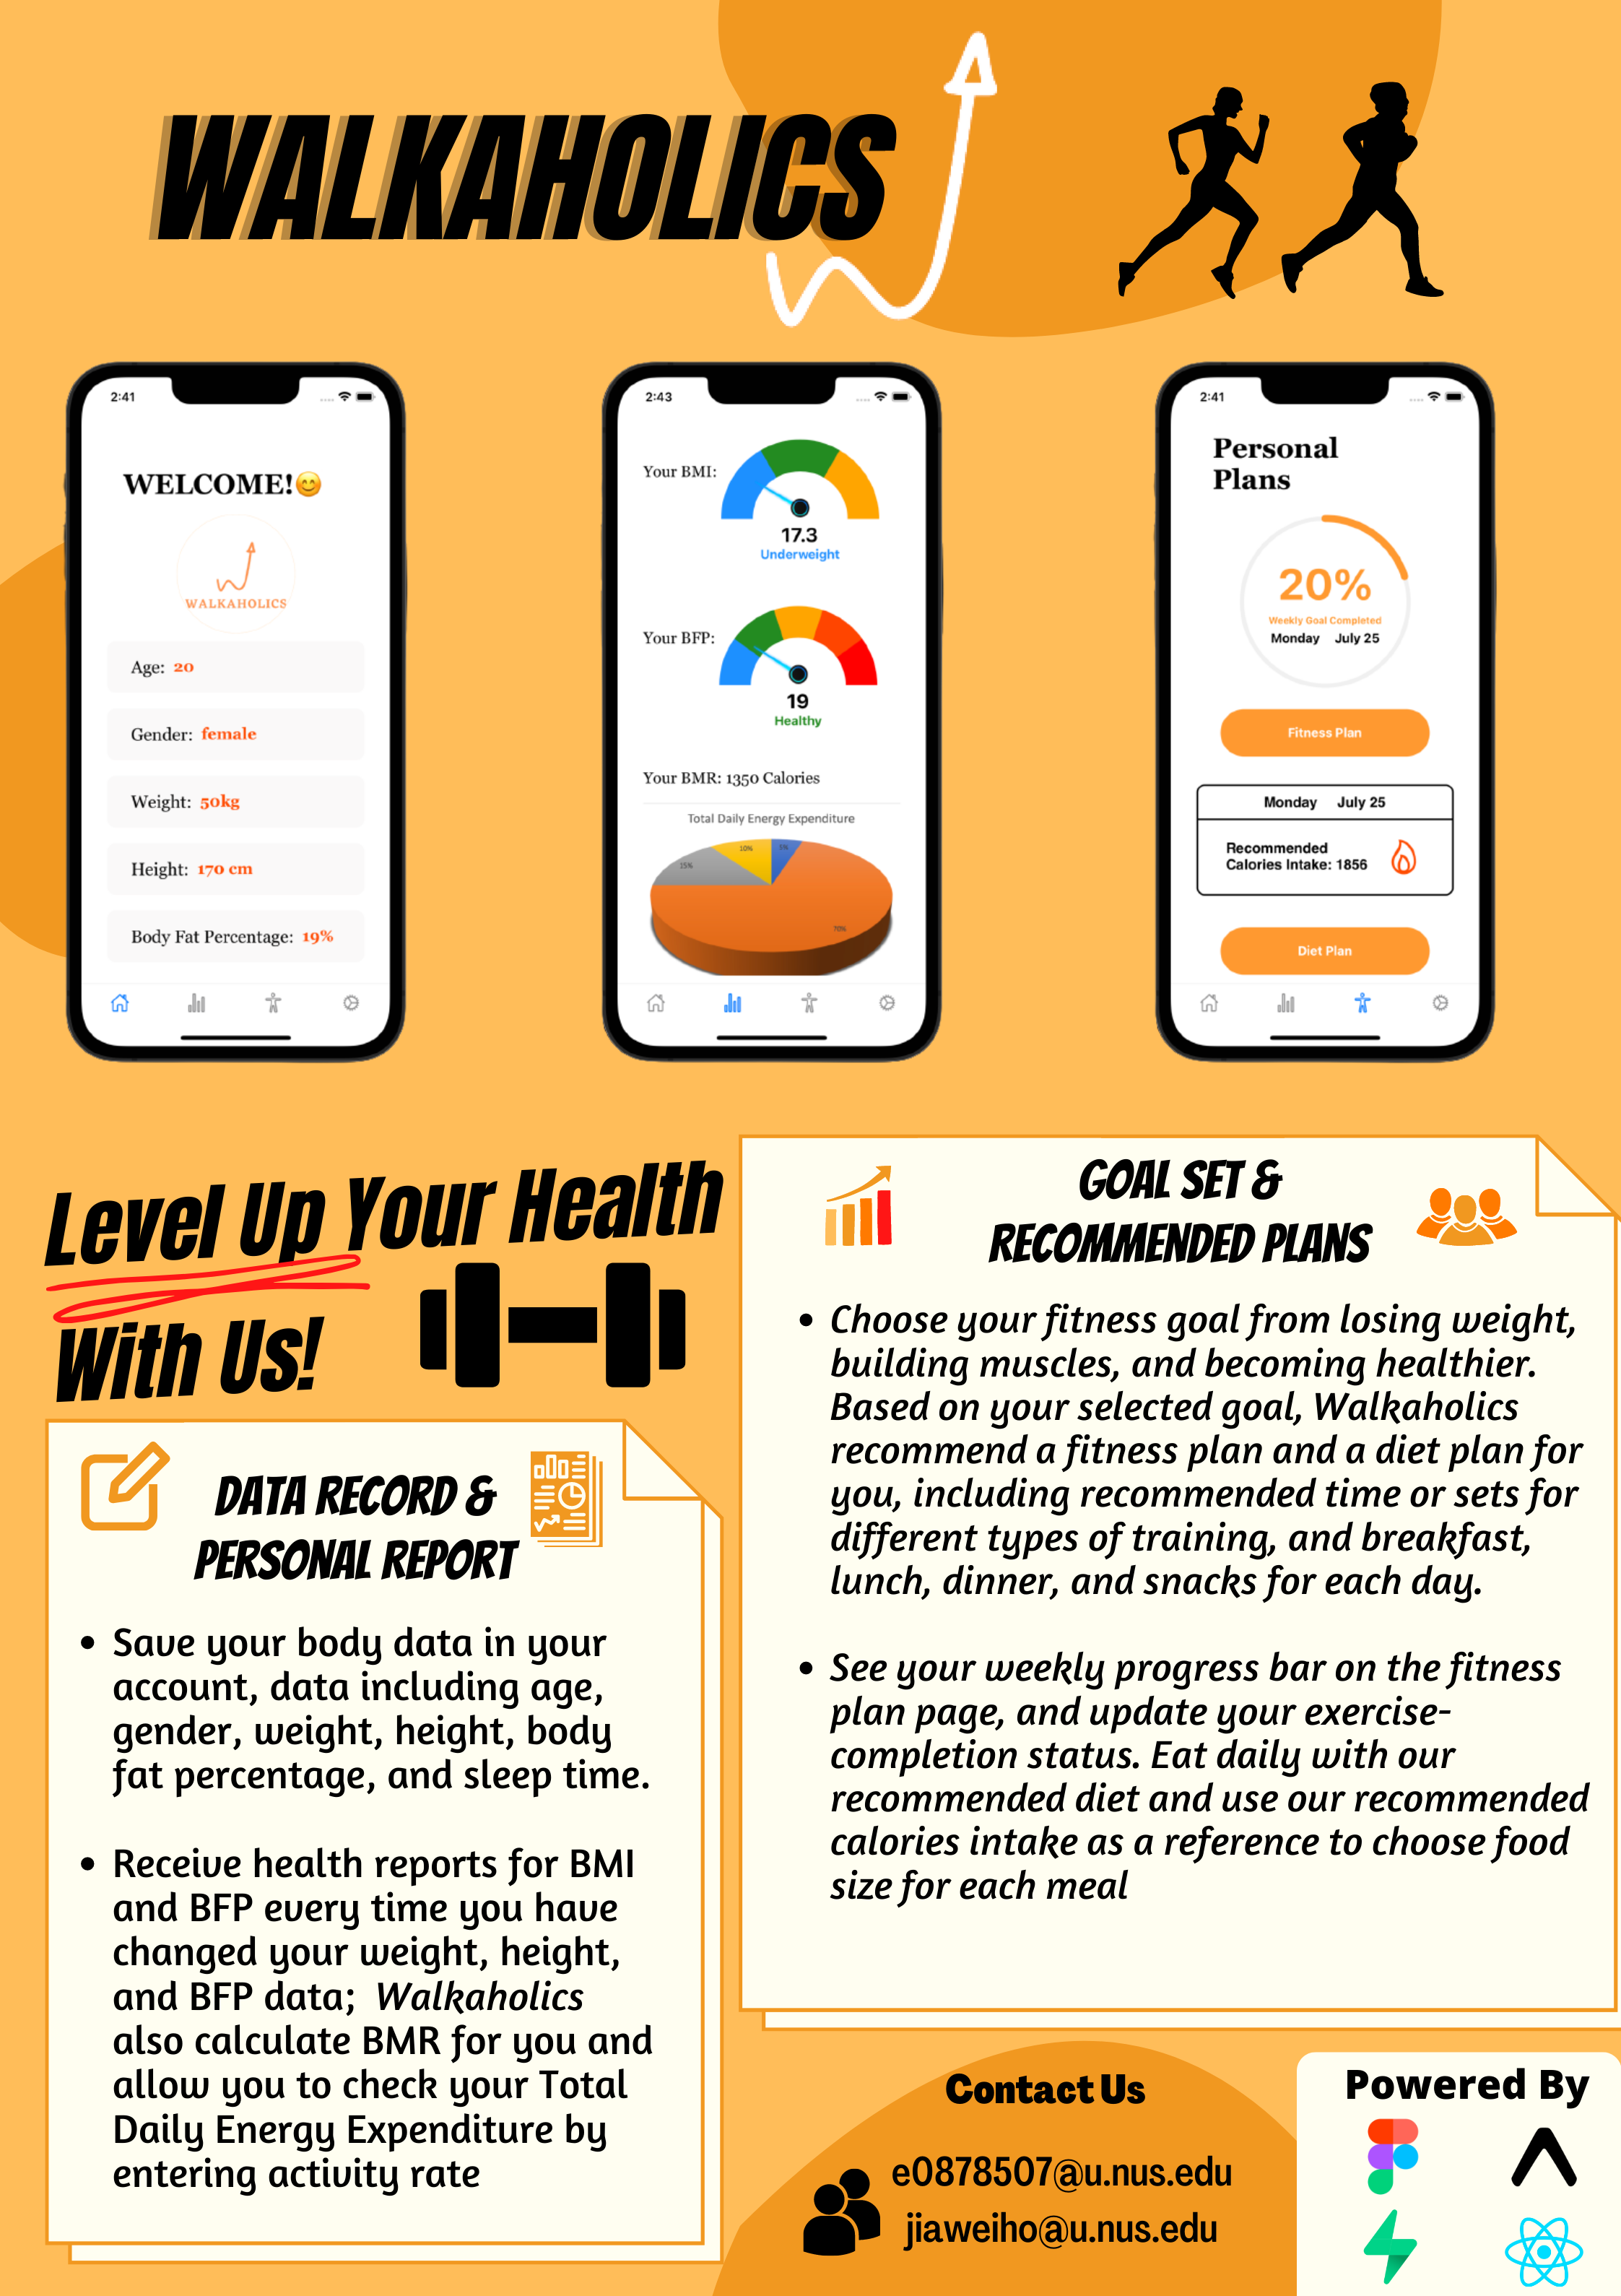 WALKAHOLICS
2:41
WELCOME!😊
WALKAHOLICS
Age: 20
Gender: female
Weight: 50kg
Height: 170 cm
Body Fat Percentage: 19%
2:43
Your BMI:
17.3
Underweight
Your BFP:
19
Healthy
Your BMR: 1350 Calories
Total Daily Energy Expenditure
15%
10%
5%
70%
2:41
Personal
Plans
20%
Weekly Goal Completed
Monday July 25
Fitness Plan
Monday July 25
Recommended
Calories Intake: 1856
Diet Plan
Level Up Your Health
With Us!
DATA RECORD &
PERSONAL REPORT
• Save your body data in your
account, data including age,
gender, weight, height, body
fat percentage, and sleep time.
• Receive health reports for BMI
and BFP every time you have
changed your weight, height,
and BFP data; Walkaholics
also calculate BMR for you and
allow you to check your Total
Daily Energy Expenditure by
entering activity rate
GOAL SET &
RECOMMENDED PLANS
• Choose your fitness goal from losing weight,
building muscles, and becoming healthier.
Based on your selected goal, Walkaholics
recommend a fitness plan and a diet plan for
you, including recommended time or sets for
different types of training, and breakfast,
lunch, dinner, and snacks for each day.
• See your weekly progress bar on the fitness
plan page, and update your exercise-
completion status. Eat daily with our
recommended diet and use our recommended
calories intake as a reference to choose food
size for each meal
Contact Us
e0878507@u.nus.edu
jiaweiho@u.nus.edu
Powered By